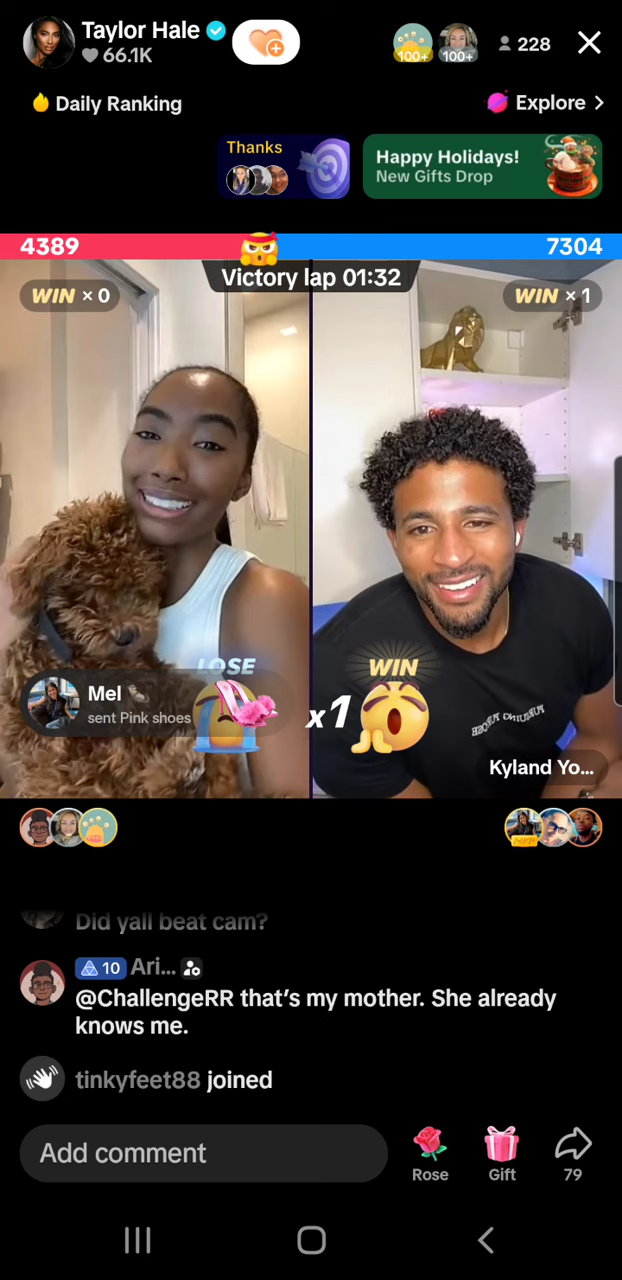 Taylor Hale
66.1K
100+
100+
228
Daily Ranking
Explore >
Thanks
Happy Holidays!
New Gifts Drop
4389
7304
Victory lap 01:32
WIN × 0
WIN × 1
LOSE
WIN
Mel
sent Pink shoes
x1
Kyland Yo...
Did yall beat cam?
10 Ari...
@ChallengeRR that's my mother. She already
knows me.
tinkyfeet88 joined
Add comment
Rose
Gift
79